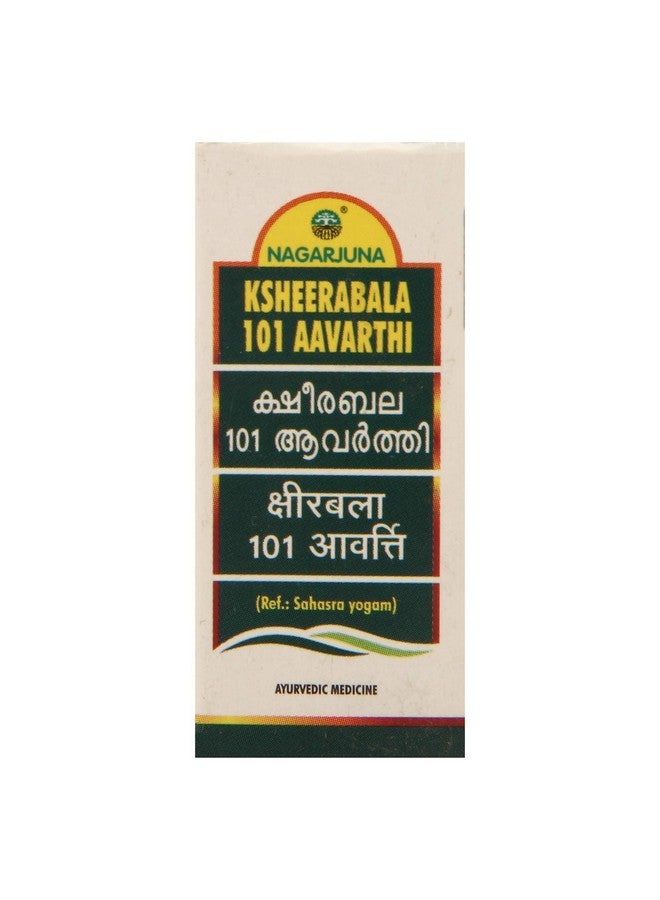 ®
NAGARJUNA
KSHEERABALA
101 AAVARTHI
ക്ഷീരബല
101 ആവർത്തി
क्षीरबला
101 आवर्त्ति
(Ref.: Sahasra yogam)
AYURVEDIC MEDICINE